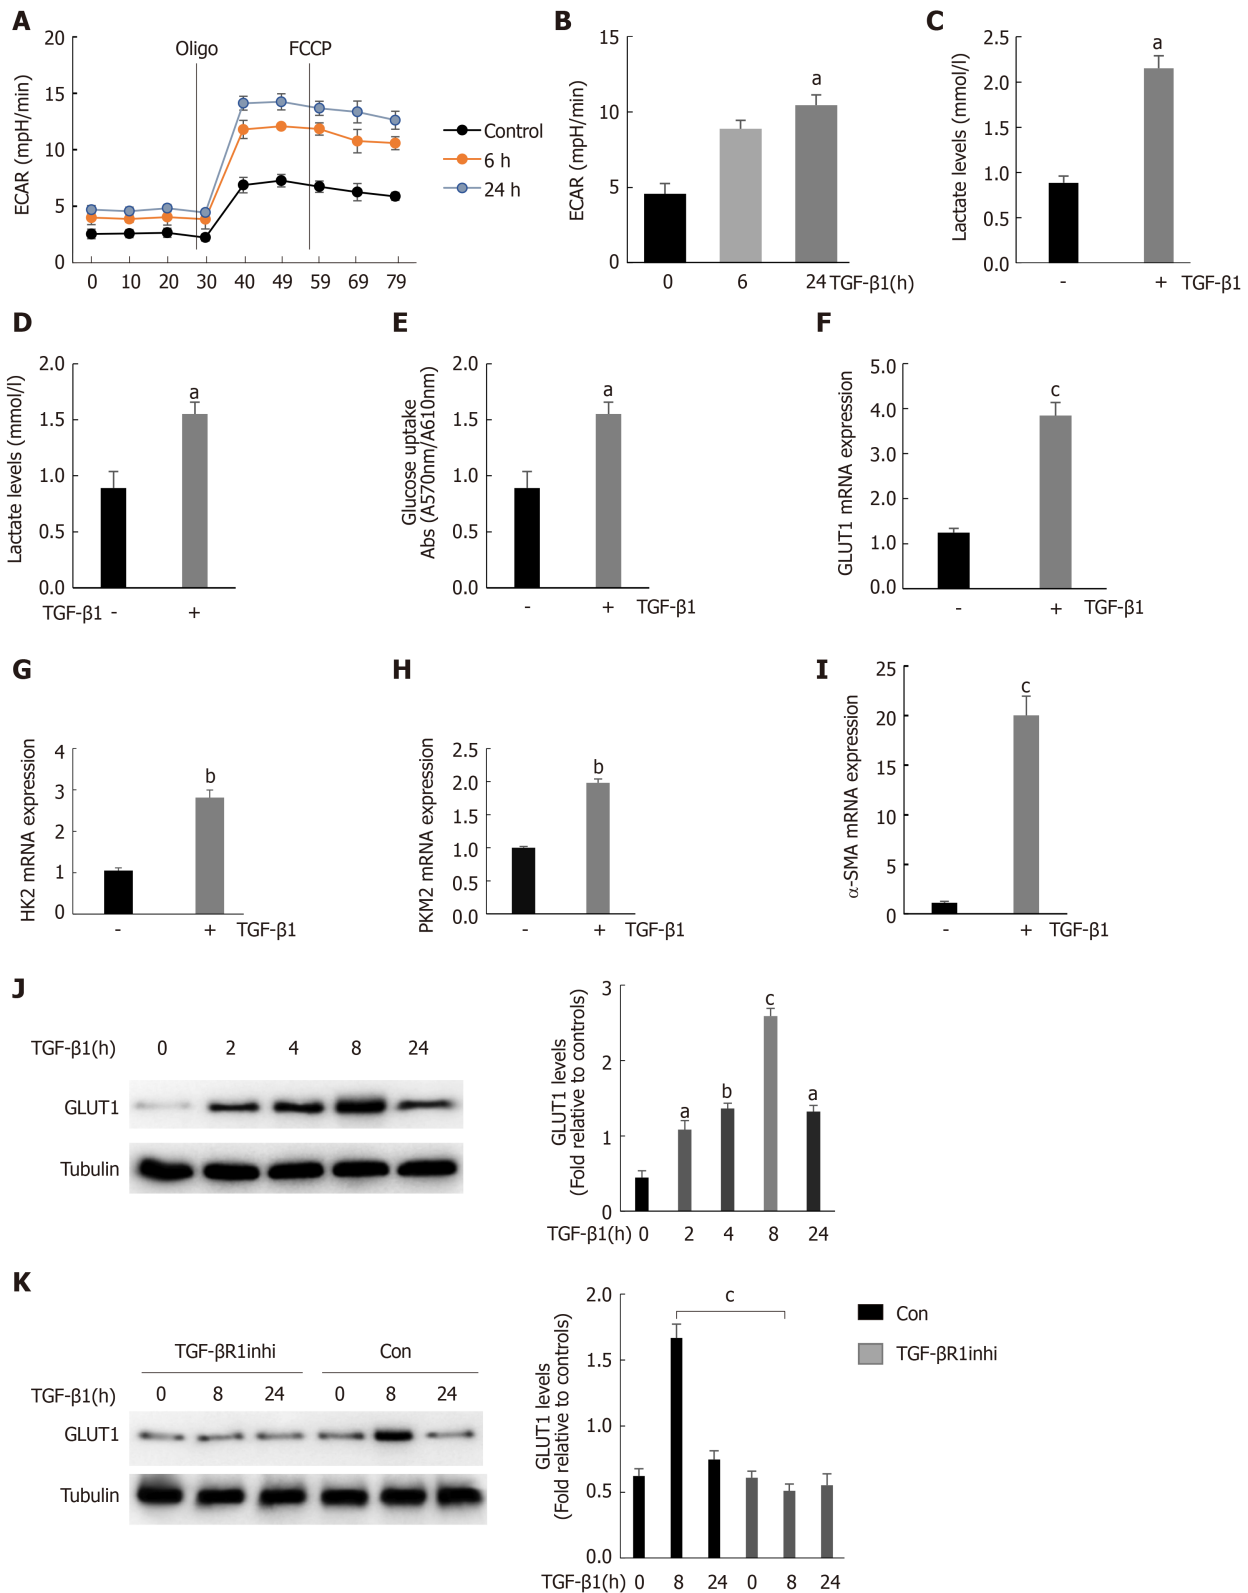 A
20
15
10
5
0
ECAR (mpH/min)
Oligo
FCCP
0 10 20 30 40 49 59 69 79
Control
6 h
24 h
B
15
10
5
0
ECAR (mpH/min)
a
0 6 24 TGF-β1(h)
C
2.5
2.0
1.5
1.0
0.5
0.0
Lactate levels (mmol/l)
a
- + TGF-β1
D
2.0
1.5
1.0
0.5
0.0
Lactate levels (mmol/l)
a
TGF-β1 - +
E
2.0
1.5
1.0
0.5
0.0
Glucose uptake
Abs (A570nm/A610nm)
a
- + TGF-β1
F
5.0
4.0
3.0
2.0
1.0
0.0
GLUT1 mRNA expression
c
- + TGF-β1
G
4
3
2
1
0
HK2 mRNA expression
b
- + TGF-β1
H
2.5
2.0
1.5
1.0
0.5
0.0
PKM2 mRNA expression
b
- + TGF-β1
I
25
20
15
10
5
0
α-SMA mRNA expression
c
- + TGF-β1
J
TGF-β1(h) 0 2 4 8 24
GLUT1
Tubulin
3
2
1
0
GLUT1 levels
(Fold relative to controls)
a b c a
TGF-β1(h) 0 2 4 8 24
K
TGF-βR1inhi Con
TGF-β1(h) 0 8 24 0 8 24
GLUT1
Tubulin
2.0
1.5
1.0
0.5
0.0
GLUT1 levels
(Fold relative to controls)
c
TGF-β1(h) 0 8 24 0 8 24
Con
TGF-βR1inhi